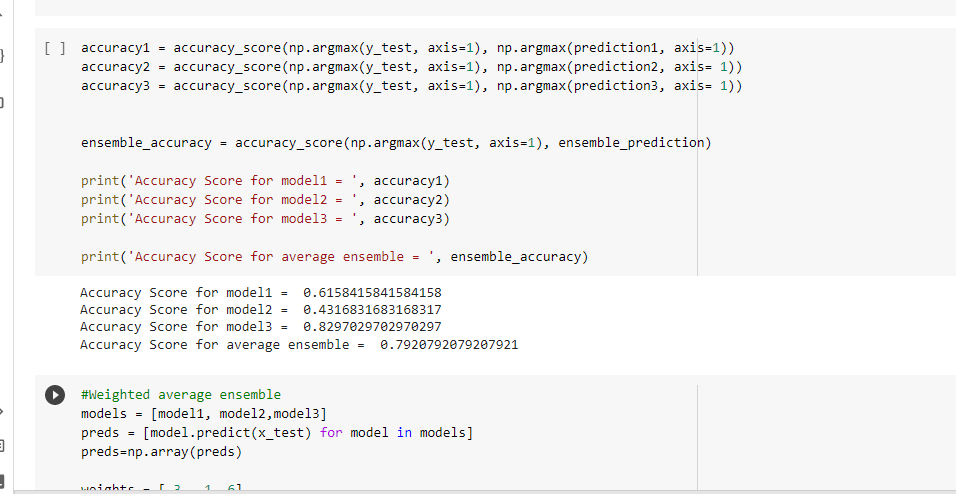 [ ] accuracy1 = accuracy_score(np.argmax(y_test, axis=1), np.argmax(prediction1, axis=1))
accuracy2 = accuracy_score(np.argmax(y_test, axis=1), np.argmax(prediction2, axis= 1))
accuracy3 = accuracy_score(np.argmax(y_test, axis=1), np.argmax(prediction3, axis= 1))
ensemble_accuracy = accuracy_score(np.argmax(y_test, axis=1), ensemble_prediction)
print('Accuracy Score for model1 = ', accuracy1)
print('Accuracy Score for model2 = ', accuracy2)
print('Accuracy Score for model3 = ', accuracy3)
print('Accuracy Score for average ensemble = ', ensemble_accuracy)
Accuracy Score for model1 =  0.6158415841584158
Accuracy Score for model2 =  0.4316831683168317
Accuracy Score for model3 =  0.8297029702970297
Accuracy Score for average ensemble =  0.7920792079207921
#Weighted average ensemble
models = [model1, model2,model3]
preds = [model.predict(x_test) for model in models]
preds=np.array(preds)
weights = [